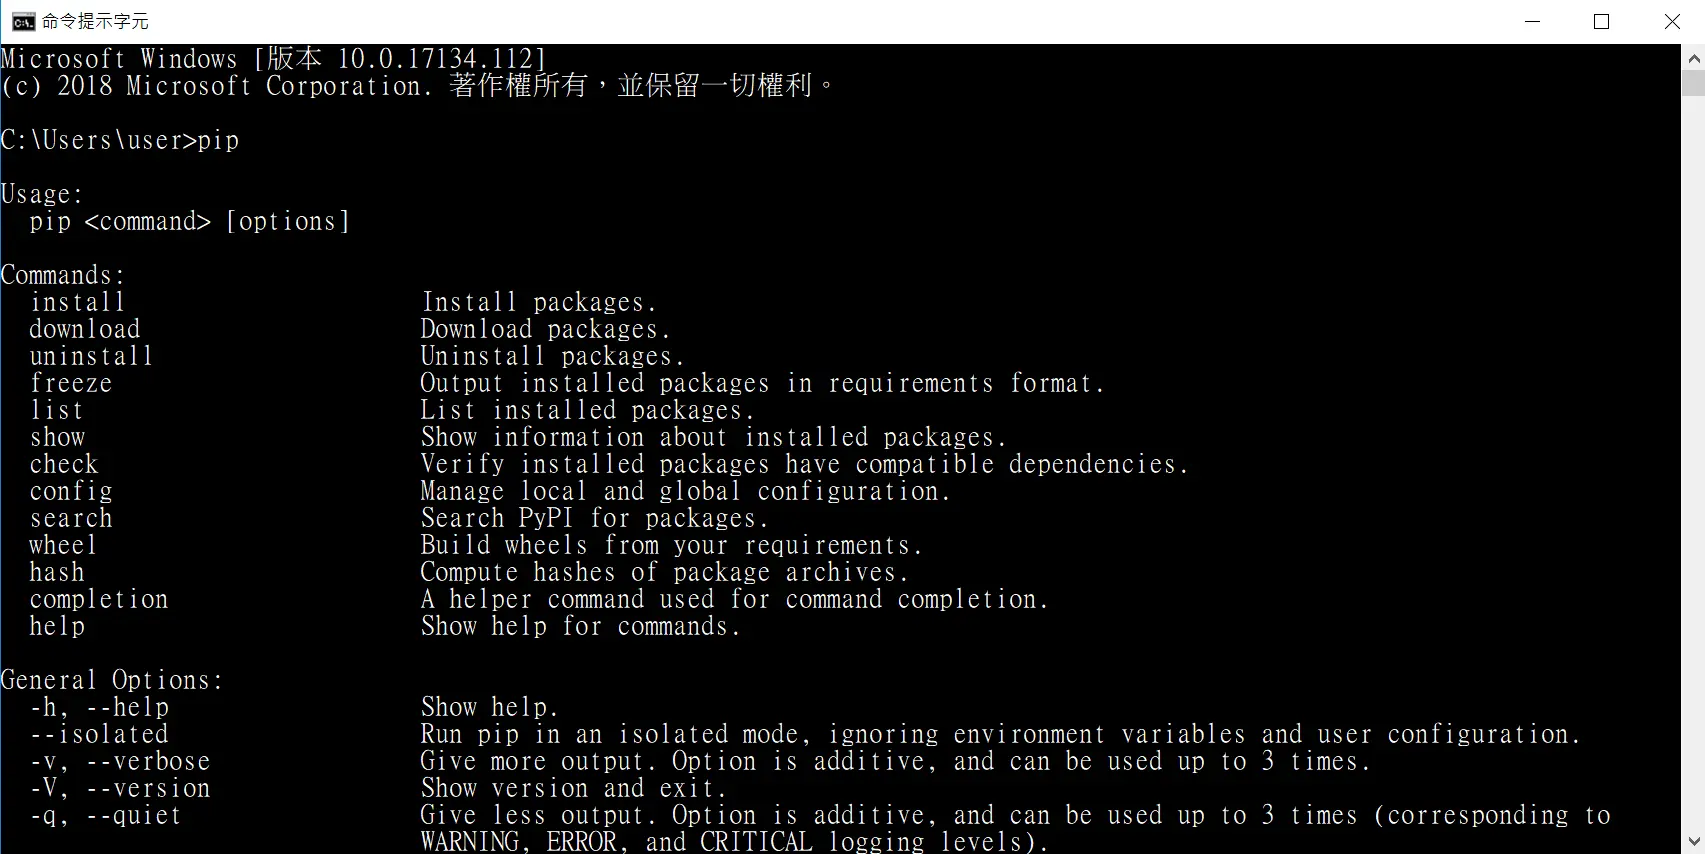 命令提示字元
Microsoft Windows [版本 10.0.17134.112]
(c) 2018 Microsoft Corporation. 著作權所有，並保留一切權利。
C:\Users\user>pip
Usage:
pip <command> [options]
Commands:
install Install packages.
download Download packages.
uninstall Uninstall packages.
freeze Output installed packages in requirements format.
list List installed packages.
show Show information about installed packages.
check Verify installed packages have compatible dependencies.
config Manage local and global configuration.
search Search PyPI for packages.
wheel Build wheels from your requirements.
hash Compute hashes of package archives.
completion A helper command used for command completion.
help Show help for commands.
General Options:
-h, --help Show help.
--isolated Run pip in an isolated mode, ignoring environment variables and user configuration.
-v, --verbose Give more output. Option is additive, and can be used up to 3 times.
-V, --version Show version and exit.
-q, --quiet Give less output. Option is additive, and can be used up to 3 times (corresponding to
WARNING, ERROR, and CRITICAL logging levels).